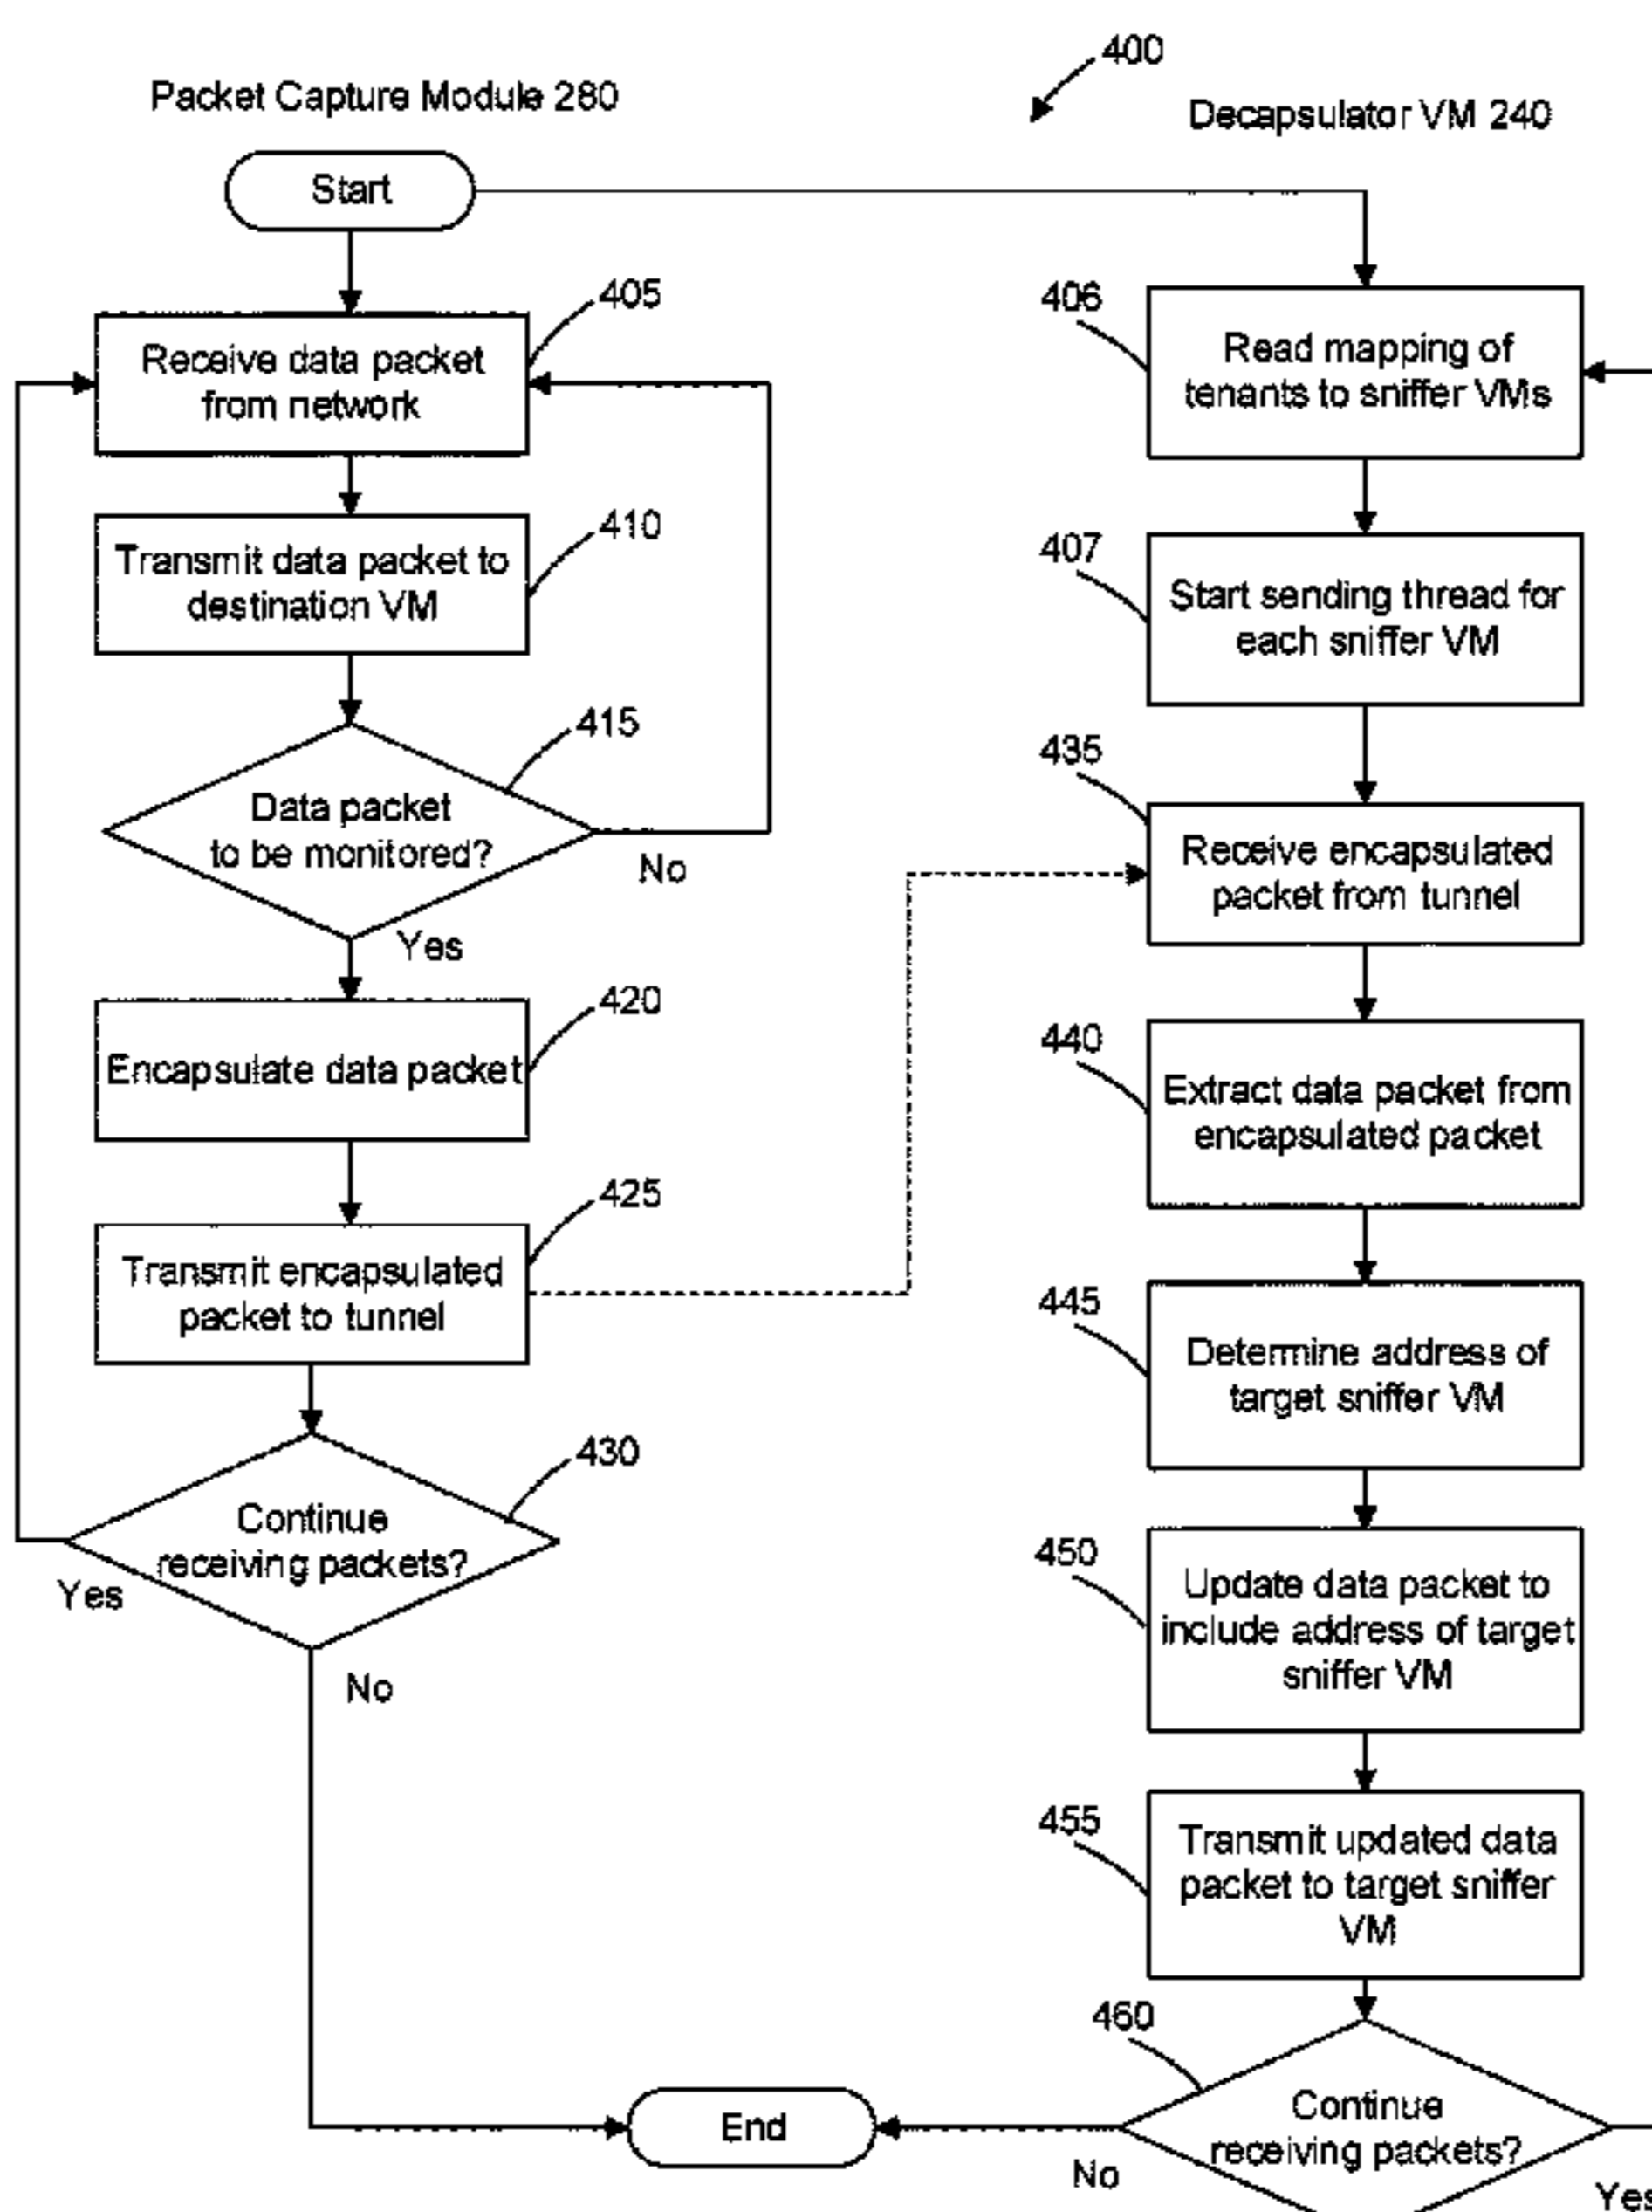 400
Packet Capture Module 280
Start
405
Receive data packet
from network
410
Transmit data packet to
destination VM
415
Data packet
to be monitored?
No
Yes
420
Encapsulate data packet
425
Transmit encapsulated
packet to tunnel
430
Continue
receiving packets?
Yes
No
Decapsulator VM 240
406
Read mapping of
tenants to sniffer VMs
407
Start sending thread for
each sniffer VM
435
Receive encapsulated
packet from tunnel
440
Extract data packet from
encapsulated packet
445
Determine address of
target sniffer VM
450
Update data packet to
include address of target
sniffer VM
455
Transmit updated data
packet to target sniffer
VM
460
Continue
receiving packets?
No
Yes
End